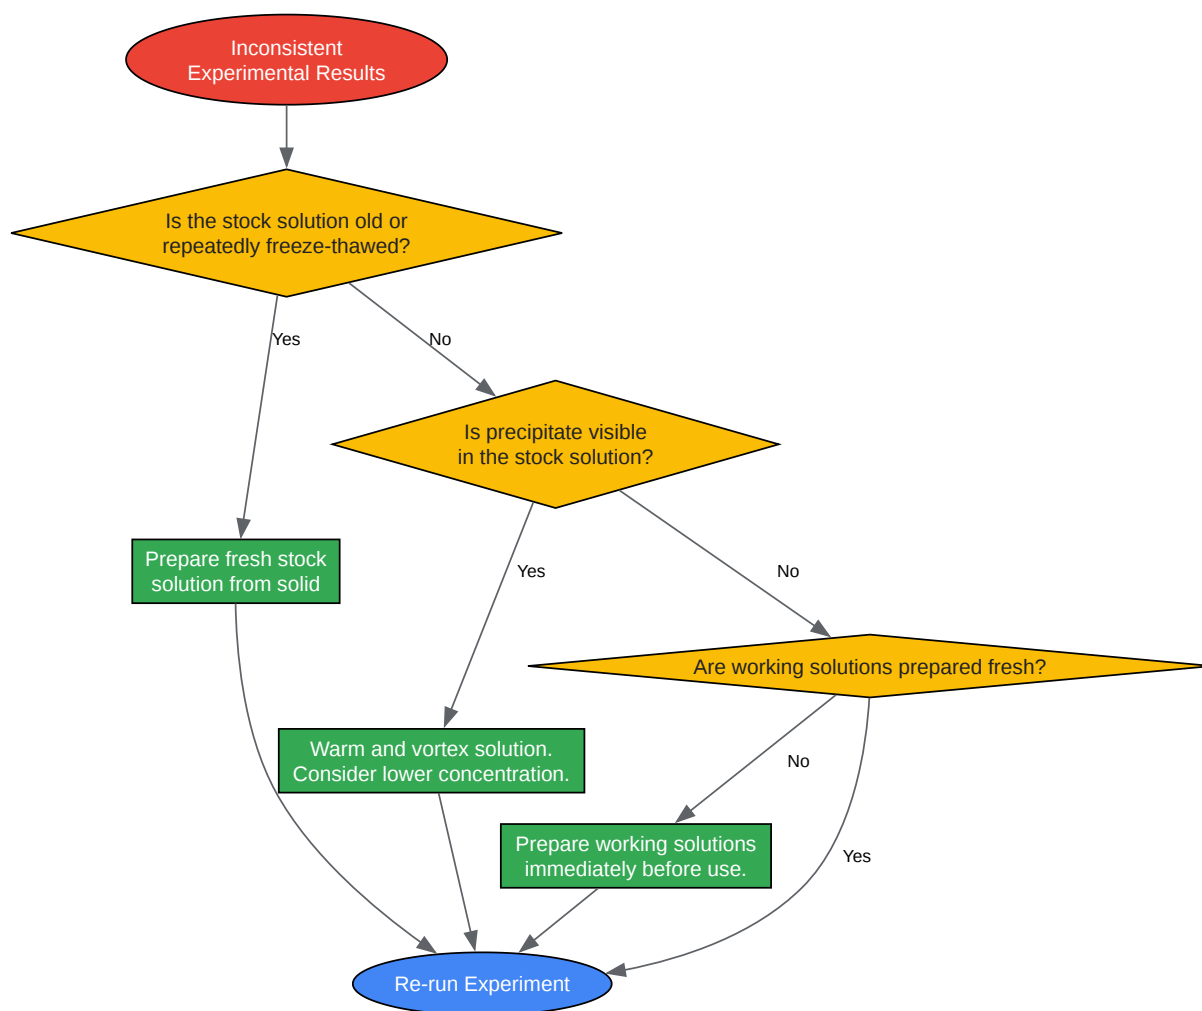 Inconsistent
Experimental Results
Is the stock solution old or
repeatedly freeze-thawed?
Yes
No
Is precipitate visible
in the stock solution?
Prepare fresh stock
solution from solid
Yes
No
Are working solutions prepared fresh?
Warm and vortex solution.
Consider lower concentration.
No
Prepare working solutions
immediately before use.
Yes
Re-run Experiment